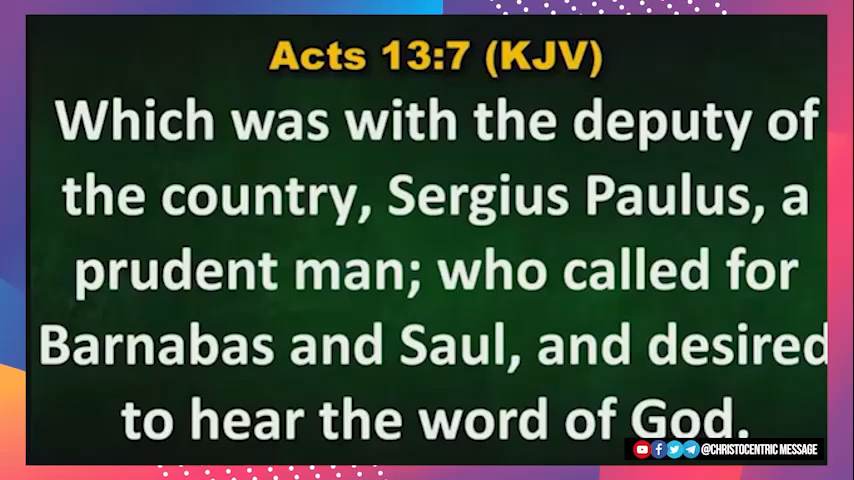 Acts 13:7 (KJV)
Which was with the deputy of
the country, Sergius Paulus, a
prudent man; who called for
Barnabas and Saul, and desired
to hear the word of God.
@CHRISTOCENTRIC MESSAGE